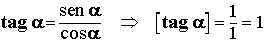 tag α = sen α / cos α ⇒ [tag α] = 1/1 = 1